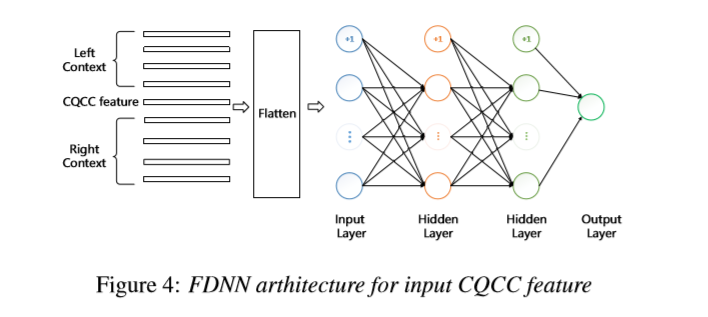 Left
Context
CQCC feature
Right
Context
Flatten
+1
+1
+1
Input
Layer
Hidden
Layer
Hidden
Layer
Output
Layer
Figure 4: FDNN arthitecture for input CQCC feature